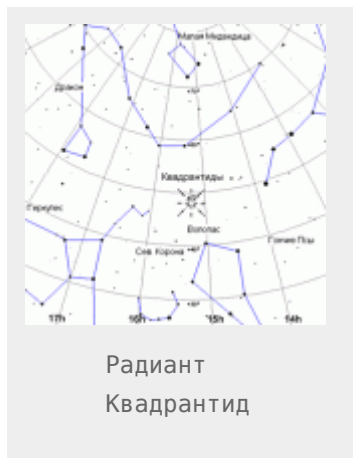 Малая Медведица
Дракон
Квадрантиды
Геркулес
Волопас
Гончие Псы
Сев. Корона
17h
16h
15h
14h
Радиант
Квадрантид